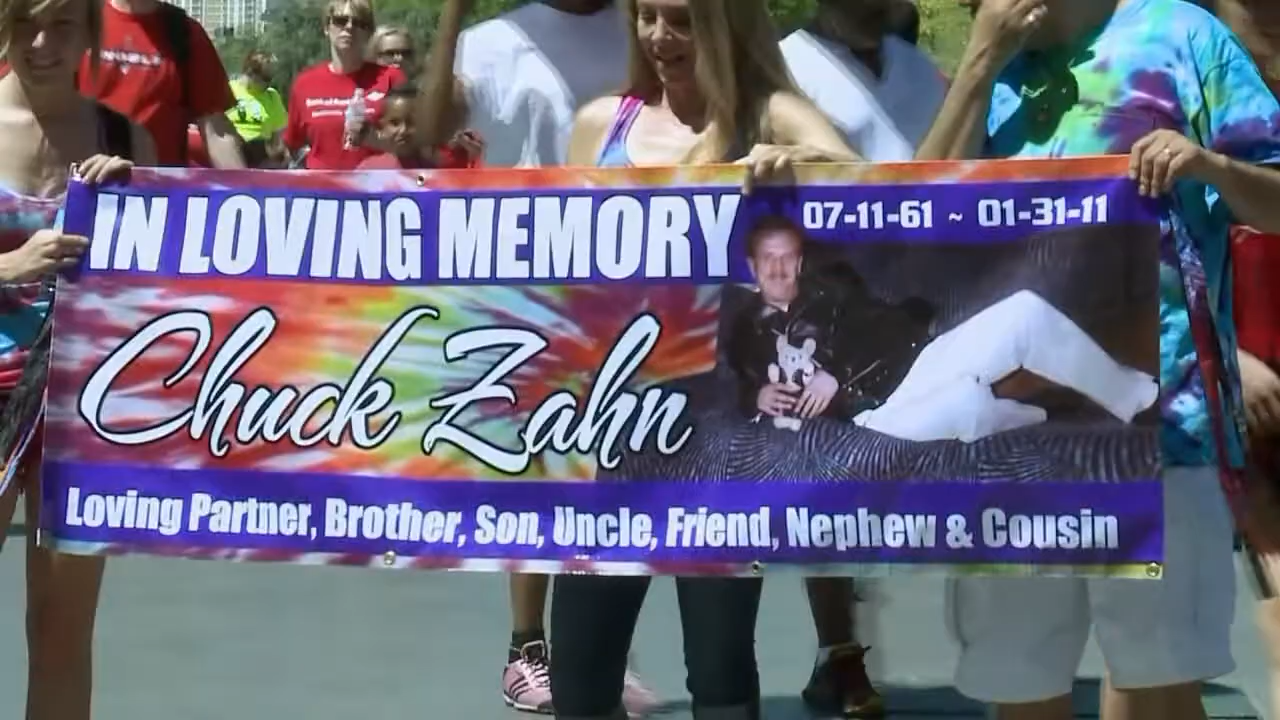 IN LOVING MEMORY
07-11-61 ~ 01-31-11
Chuck Zahn
Loving Partner, Brother, Son, Uncle, Friend, Nephew & Cousin